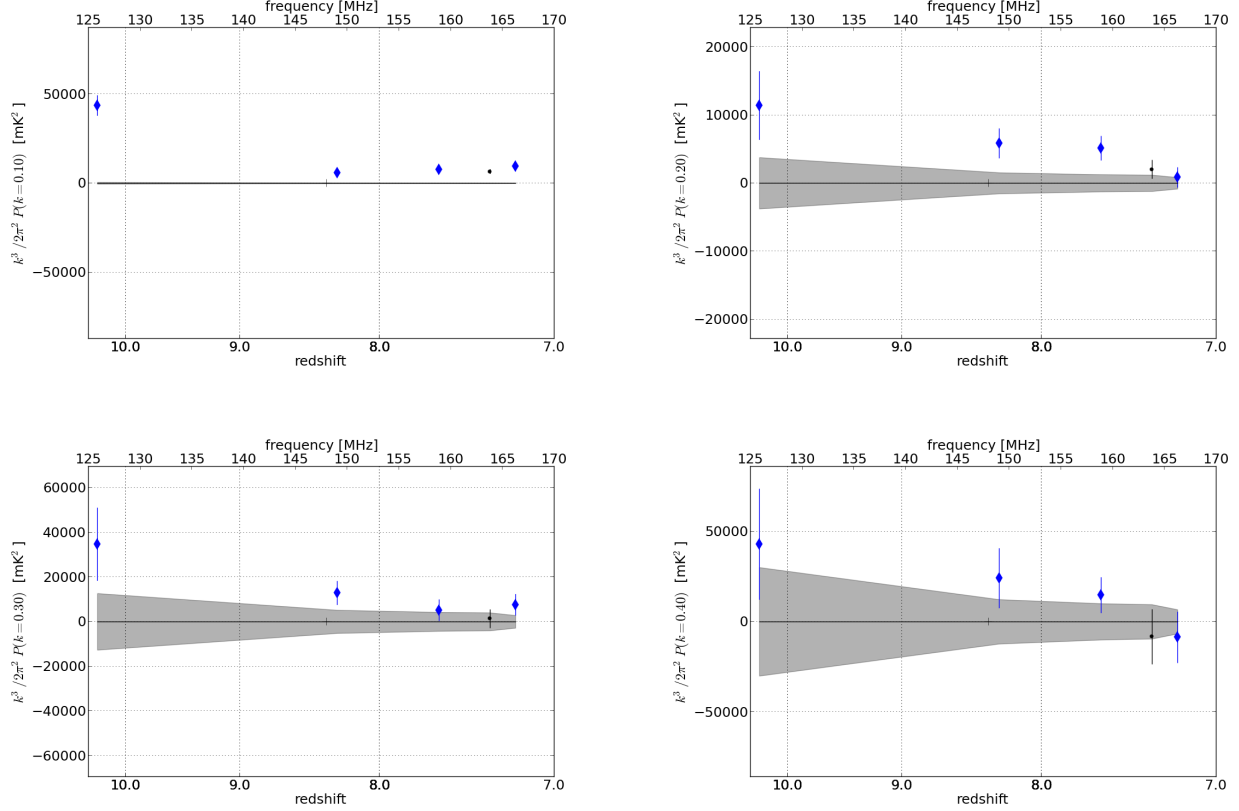 frequency [MHz]
125 130 135 140 145 150 155 160 165 170
50000
0
−50000
k³/2π² P(k=0.10) [mK²]
10.0 9.0 8.0 7.0
redshift
frequency [MHz]
125 130 135 140 145 150 155 160 165 170
20000
10000
0
−10000
−20000
k³/2π² P(k=0.20) [mK²]
10.0 9.0 8.0 7.0
redshift
frequency [MHz]
125 130 135 140 145 150 155 160 165 170
60000
40000
20000
0
−20000
−40000
−60000
k³/2π² P(k=0.30) [mK²]
10.0 9.0 8.0 7.0
redshift
frequency [MHz]
125 130 135 140 145 150 155 160 165 170
50000
0
−50000
k³/2π² P(k=0.40) [mK²]
10.0 9.0 8.0 7.0
redshift